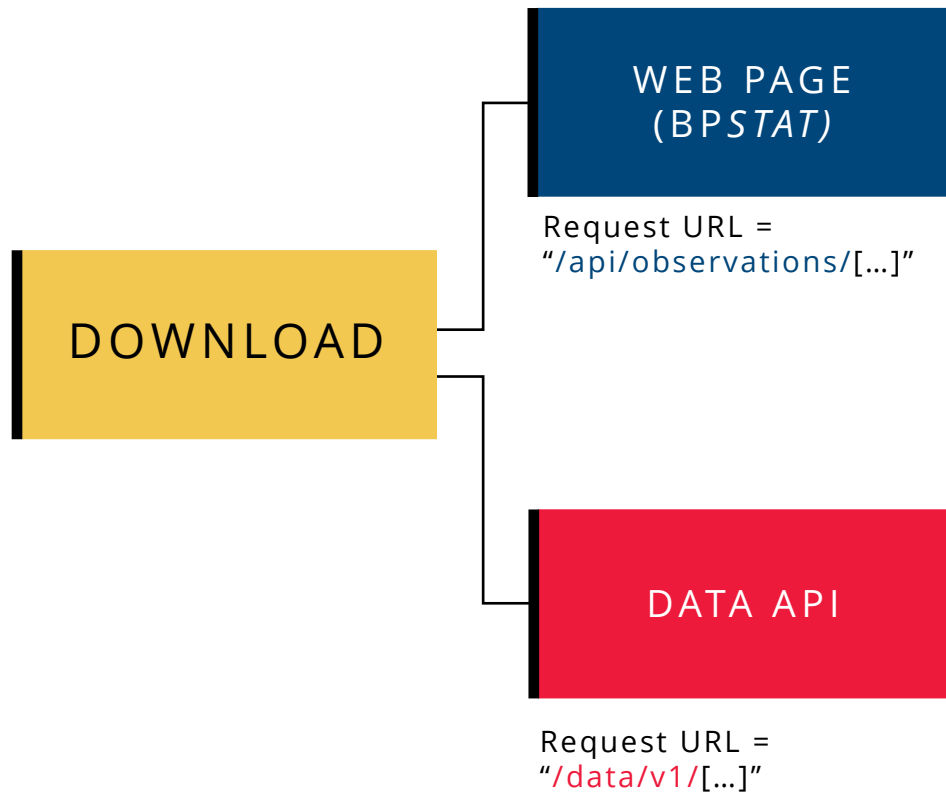 WEB PAGE
(BPSTAT)
Request URL =
“/api/observations/[…]”
DOWNLOAD
DATA API
Request URL =
“/data/v1/[…]”